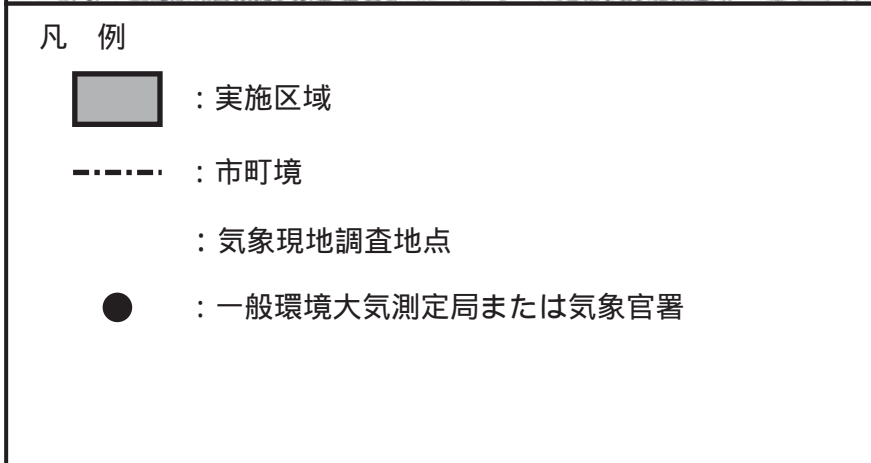 凡　例
：実施区域
：市町境
：気象現地調査地点
：一般環境大気測定局または気象官署